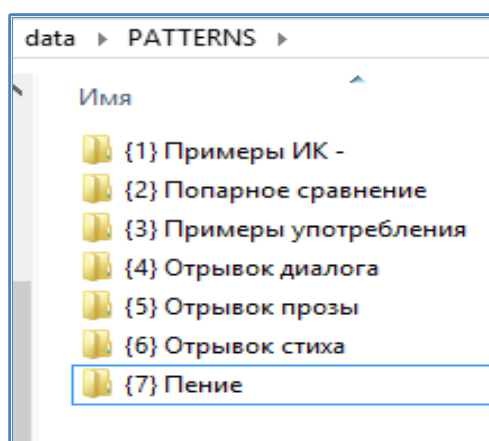 data ▸ PATTERNS ▸
Имя
{1} Примеры ИК -
{2} Попарное сравнение
{3} Примеры употребления
{4} Отрывок диалога
{5} Отрывок прозы
{6} Отрывок стиха
{7} Пение